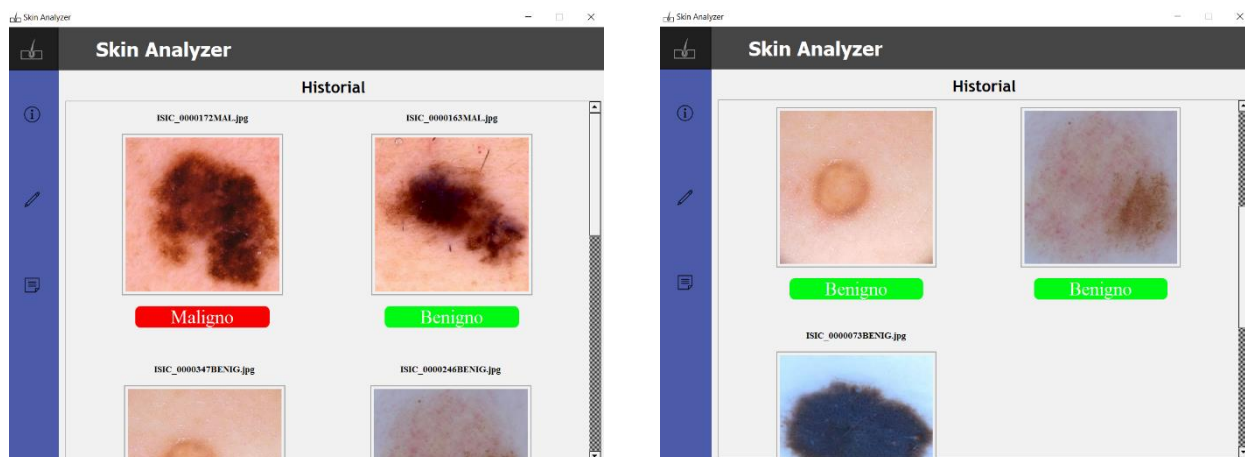 Skin Analyzer
Skin Analyzer
Historial
ISIC_0000172MAL.jpg
ISIC_0000163MAL.jpg
Maligno
Benigno
ISIC_0000347BENIG.jpg
ISIC_0000246BENIG.jpg
Skin Analyzer
Skin Analyzer
Historial
Benigno
Benigno
ISIC_0000073BENIG.jpg